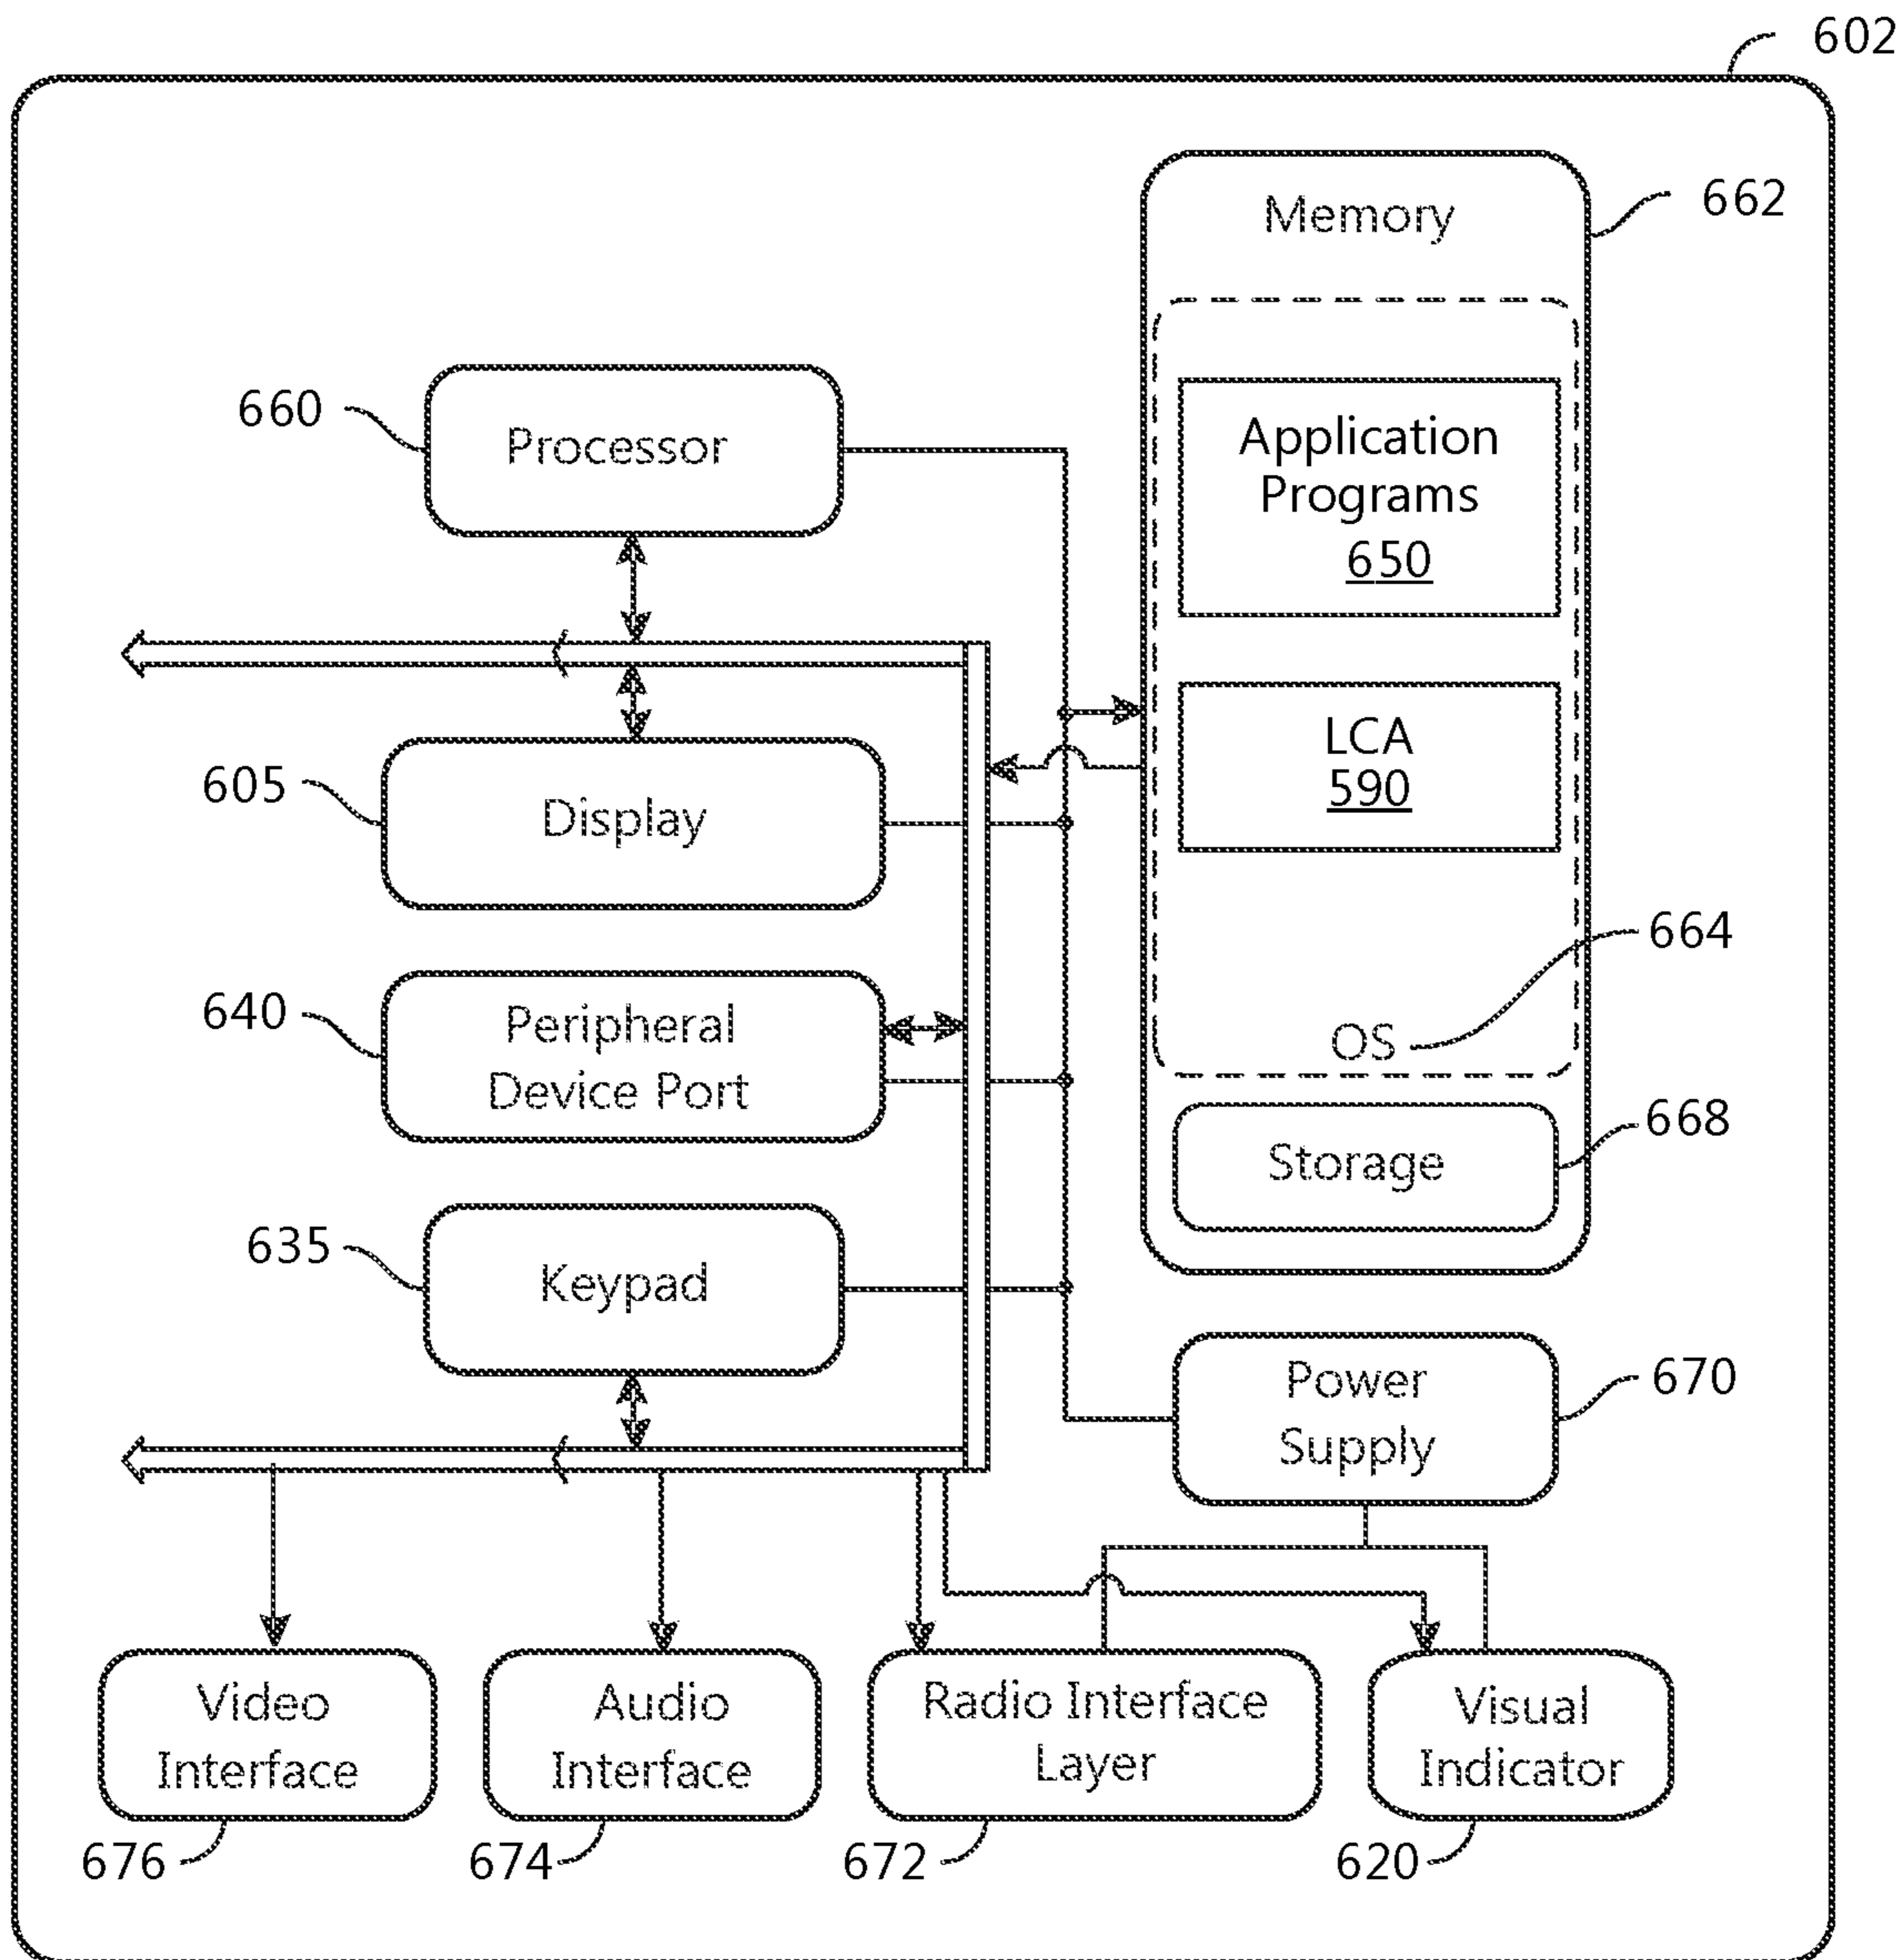 602
Memory
662
660
Processor
Application
Programs
650
LCA
590
605
Display
664
640
Peripheral
Device Port
OS
668
Storage
635
Keypad
Power
Supply
670
Video
Interface
Audio
Interface
Radio Interface
Layer
Visual
Indicator
676
674
672
620